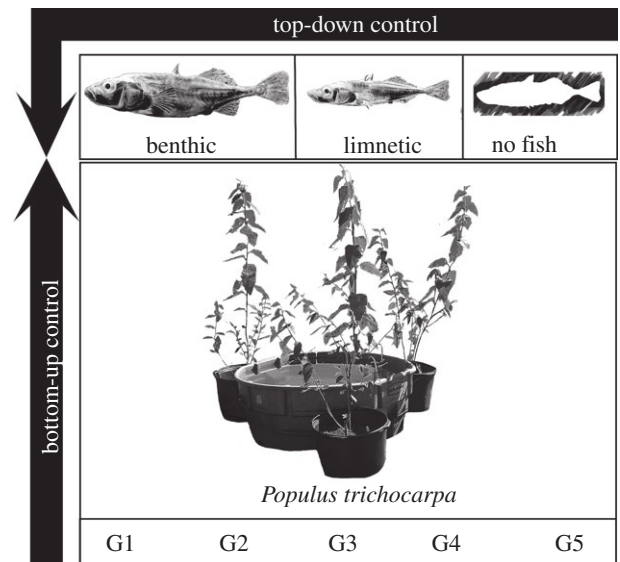 top-down control
benthic
limnetic
no fish
bottom-up control
Populus trichocarpa
G1 G2 G3 G4 G5